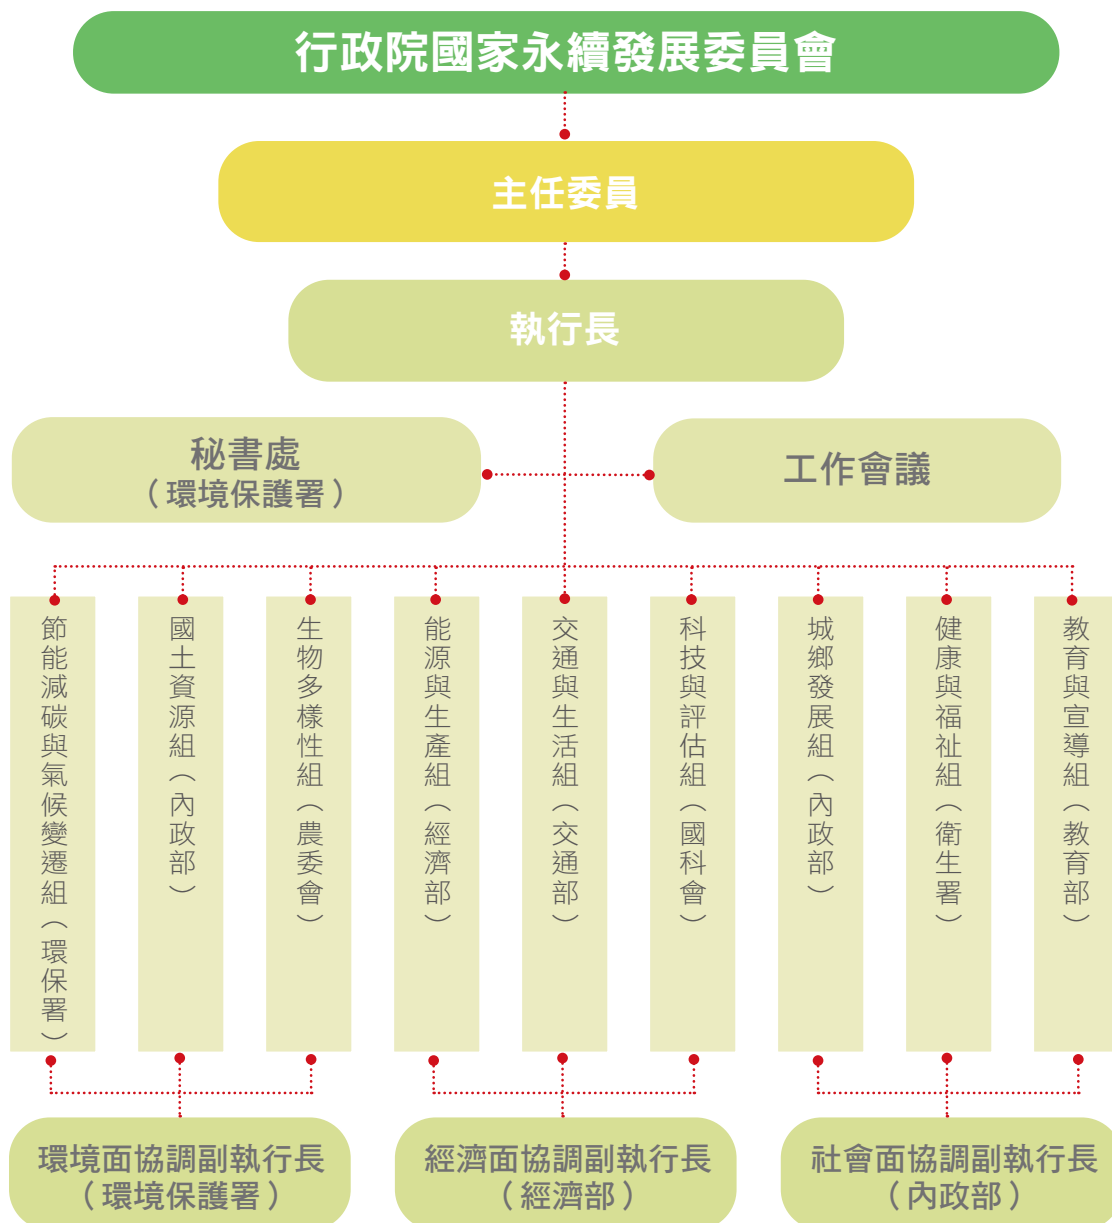 行政院國家永續發展委員會
主任委員
執行長
秘書處
（環境保護署）
工作會議
節能減碳與氣候變遷組（環保署）
國土資源組（內政部）
生物多樣性組（農委會）
能源與生產組（經濟部）
交通與生活組（交通部）
科技與評估組（國科會）
城鄉發展組（內政部）
健康與福祉組（衛生署）
教育與宣導組（教育部）
環境面協調副執行長
（環境保護署）
經濟面協調副執行長
（經濟部）
社會面協調副執行長
（內政部）